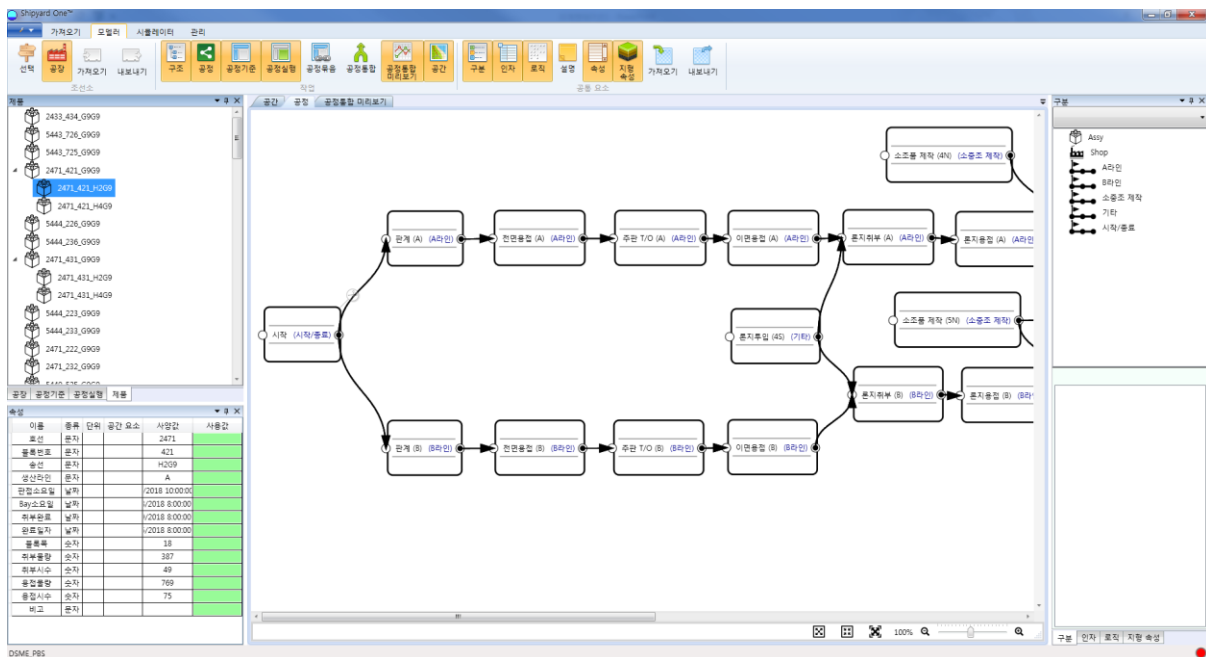 Shipyard One™
가져오기 모델러 시뮬레이터 관리
선택 공장 가져오기 내보내기 구조 공정 공정기준 공정실행 공정묶음 공정통합 공정통합 미리보기 공간 구분 인자 로직 설명 속성 지형 속성 가져오기 내보내기
조선소 작업 공통 요소
제품
2433_434_G9G9
5443_726_G9G9
5443_725_G9G9
2471_421_G9G9
2471_421_H2G9
2471_421_H4G9
5444_226_G9G9
5444_236_G9G9
2471_431_G9G9
2471_431_H2G9
2471_431_H4G9
5444_223_G9G9
5444_233_G9G9
2471_222_G9G9
2471_232_G9G9
공장 공정기준 공정실행 제품
속성
이름 종류 단위 공간 요소 사양값 사용값
호선 문자 2471
블록번호 문자 421
송선 문자 H2G9
생산라인 문자 A
판접소요일 날짜 /2018 10:00:00
Bay소요일 날짜 /2018 8:00:00
취부완료 날짜 /2018 8:00:00
완료일자 날짜 /2018 8:00:00
블록폭 숫자 18
취부물량 숫자 387
취부시수 숫자 49
용접물량 숫자 769
용접시수 숫자 75
비고 문자
DSME_PBS
공간 공정 공정통합 미리보기
소조품 제작 (4N) (소중조 제작)
판계 (A) (A라인)
전면용접 (A) (A라인)
주판 T/O (A) (A라인)
이면용접 (A) (A라인)
론지취부 (A) (A라인)
론지용접 (A) (A라인
시작 (시작/종료)
론지투입 (4S) (기타)
소조품 제작 (5N) (소중조 제작)
론지취부 (B) (B라인)
론지용접 (B) (B라
판계 (B) (B라인)
전면용접 (B) (B라인)
주판 T/O (B) (B라인)
이면용접 (B) (B라인)
100%
구분
Assy
Shop
A라인
B라인
소중조 제작
기타
시작/종료
구분 인자 로직 지형 속성